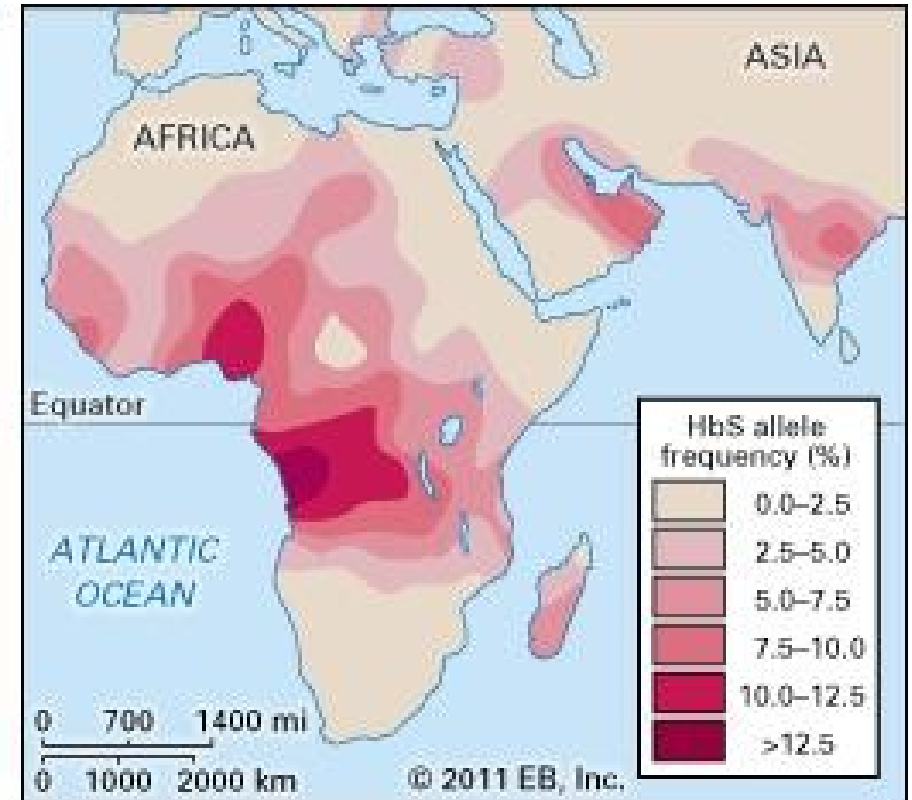 ASIA
AFRICA
Equator
HbS allele
frequency (%)
0.0–2.5
2.5–5.0
5.0–7.5
7.5–10.0
10.0–12.5
>12.5
ATLANTIC
OCEAN
0 700 1400 mi
0 1000 2000 km
© 2011 EB, Inc.